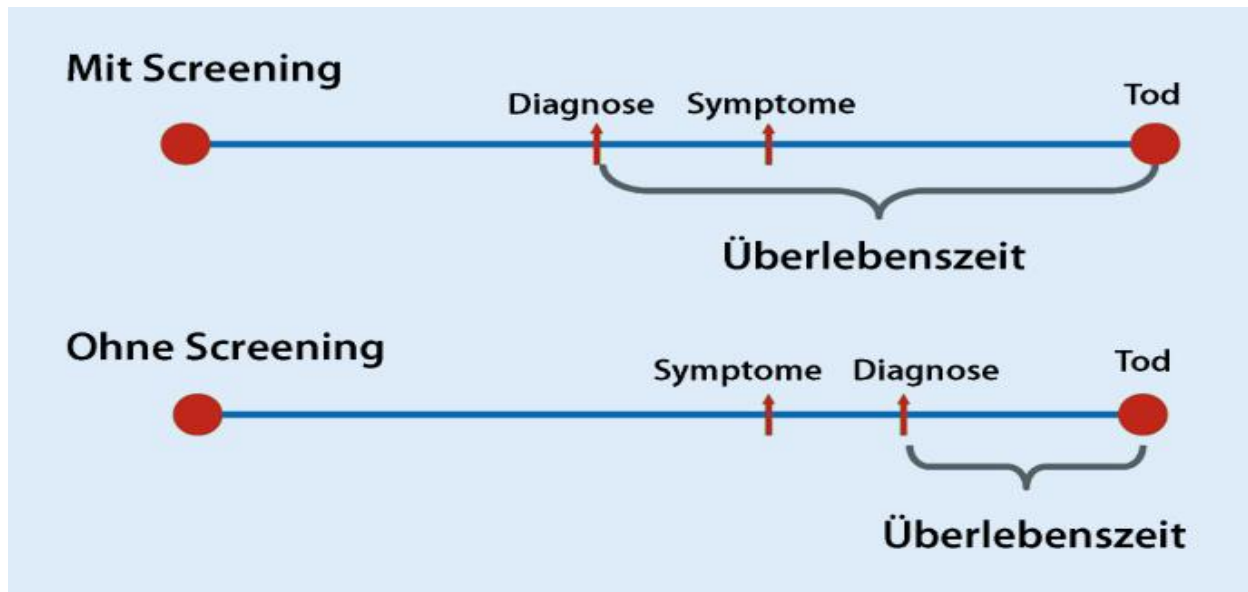 Mit Screening
Diagnose Symptome Tod
Überlebenszeit
Ohne Screening
Symptome Diagnose Tod
Überlebenszeit